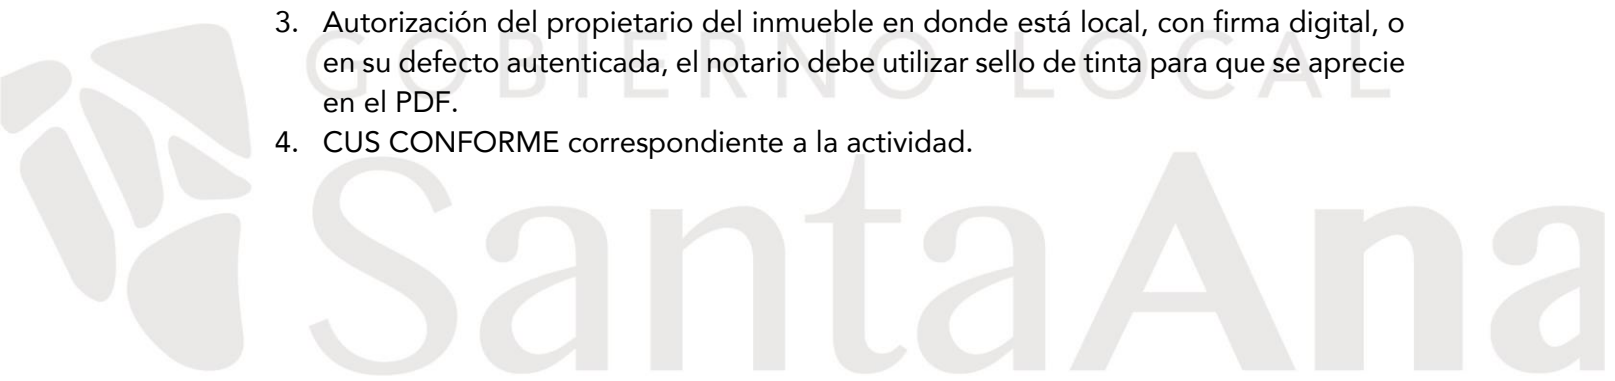 3. Autorización del propietario del inmueble en donde está local, con firma digital, o
en su defecto autenticada, el notario debe utilizar sello de tinta para que se aprecie
en el PDF.
4. CUS CONFORME correspondiente a la actividad.
GOBIERNO LOCAL
SantaAna